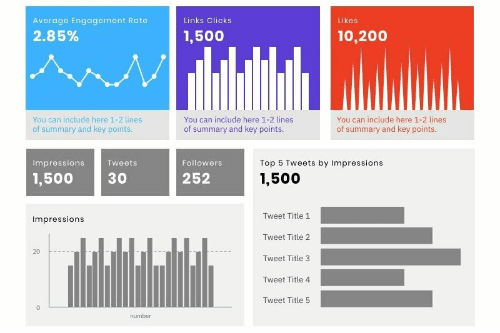 Average Engagement Rate
2.85%
You can include here 1-2 lines
of summary and key points.
Links Clicks
1,500
You can include here 1-2 lines
of summary and key points.
Likes
10,200
You can include here 1-2 lines
of summary and key points.
Impressions
1,500
Tweets
30
Followers
252
Impressions
20
0
number
Top 5 Tweets by Impressions
1,500
Tweet Title 1
Tweet Title 2
Tweet Title 3
Tweet Title 4
Tweet Title 5